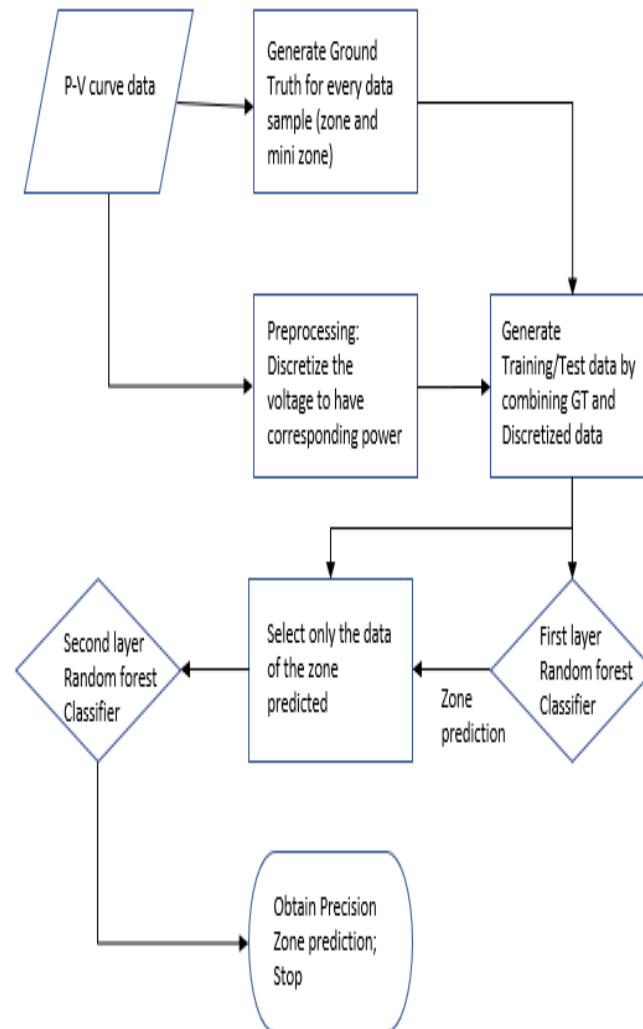 P-V curve data
Generate Ground
Truth for every data
sample (zone and
mini zone)
Preprocessing:
Discretize the
voltage to have
corresponding power
Generate
Training/Test data by
combining GT and
Discretized data
First layer
Random forest
Classifier
Zone
prediction
Select only the data
of the zone
predicted
Second layer
Random forest
Classifier
Obtain Precision
Zone prediction;
Stop